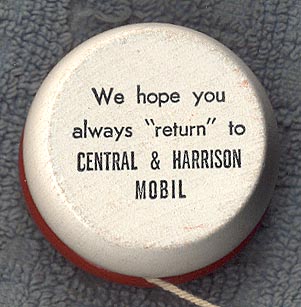 We hope you
always "return" to
CENTRAL & HARRISON
MOBIL